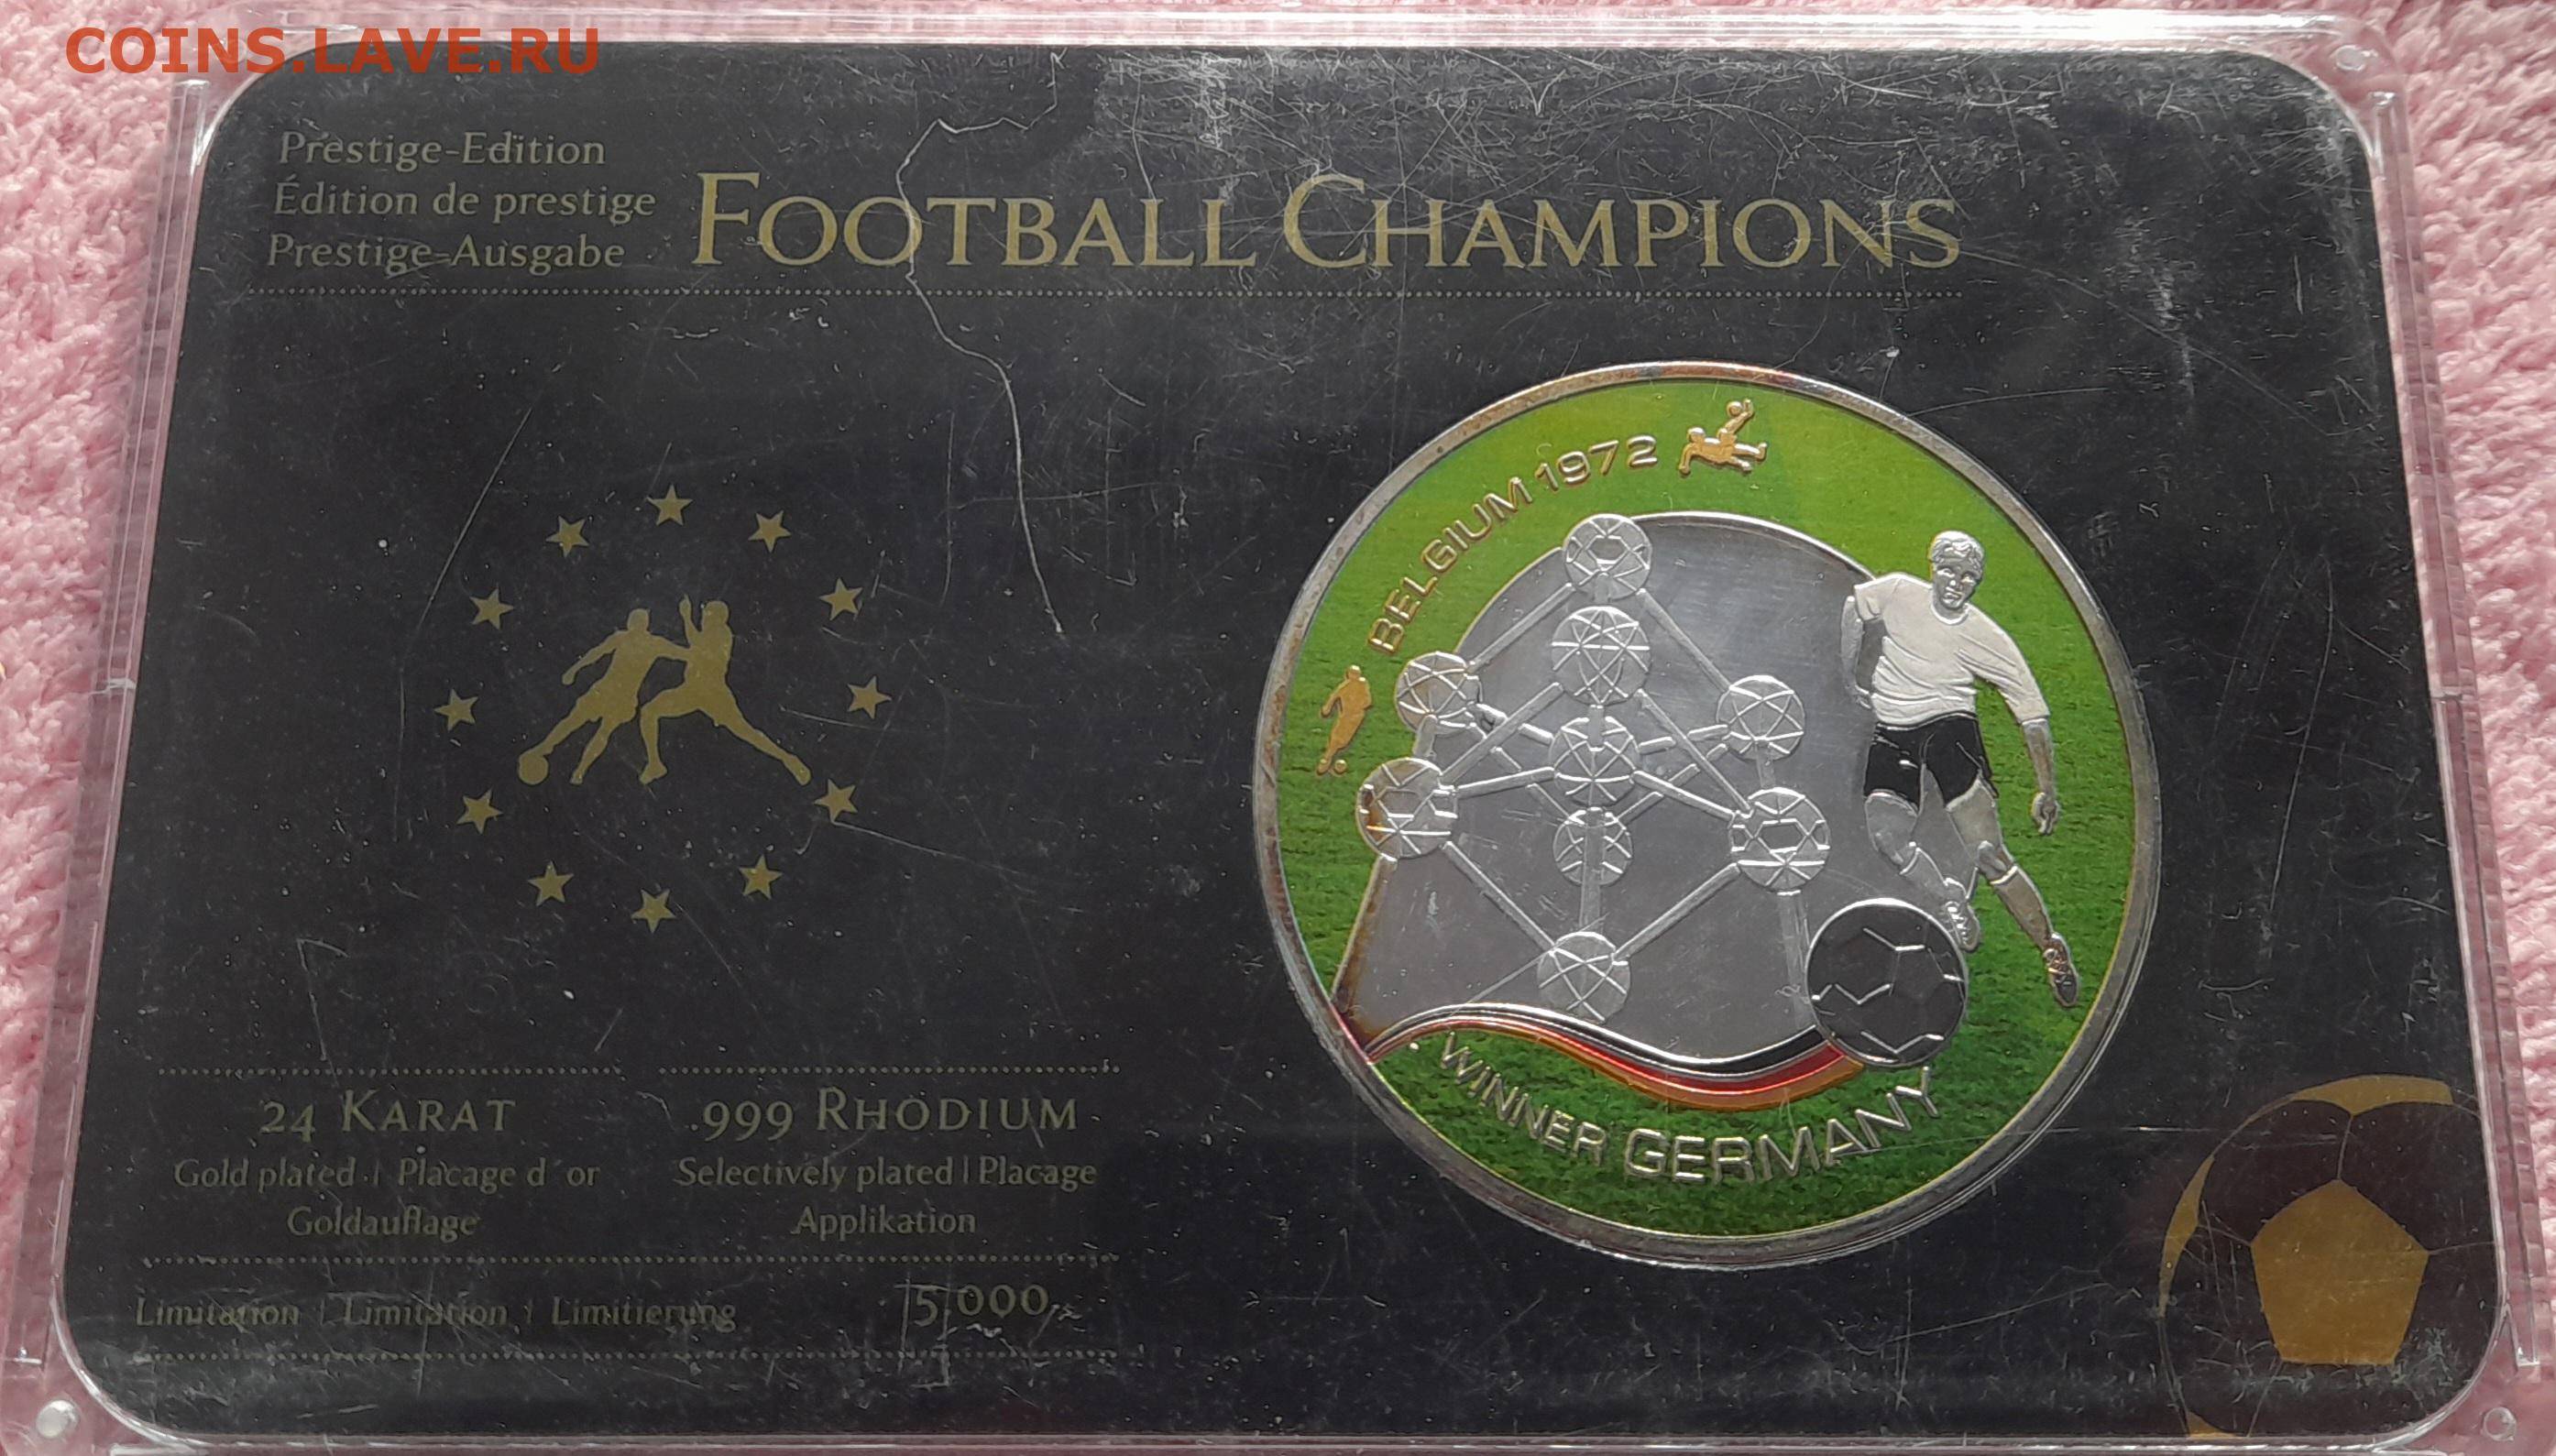 COINS.LAVE.RU
Prestige-Edition
Édition de prestige
Prestige-Ausgabe
FOOTBALL CHAMPIONS
BELGIUM 1972
WINNER GERMANY
24 KARAT
Gold plated | Placage d'or
Goldauflage
.999 RHODIUM
Selectively plated | Placage
Applikation
Limitation | Limitation | Limitierung
5 000